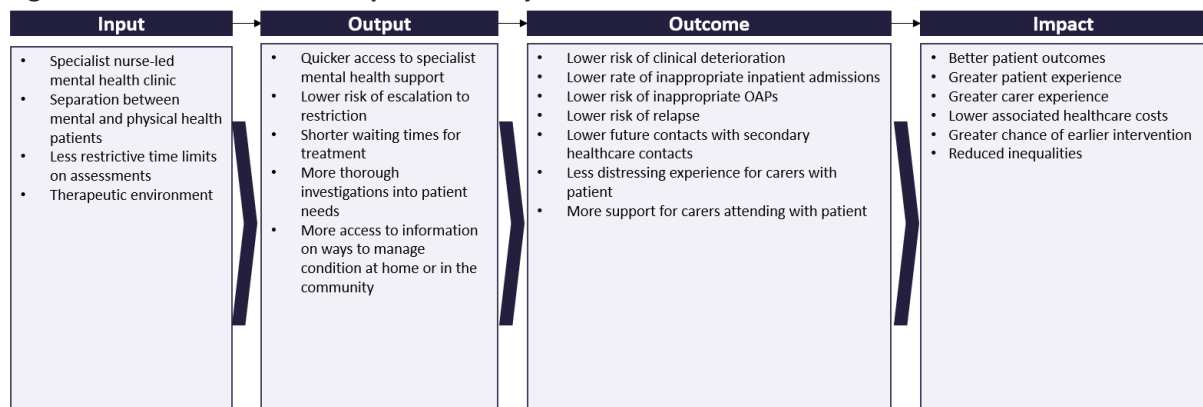 Input
• Specialist nurse-led
mental health clinic
• Separation between
mental and physical health
patients
• Less restrictive time limits
on assessments
• Therapeutic environment
Output
• Quicker access to specialist
mental health support
• Lower risk of escalation to
restriction
• Shorter waiting times for
treatment
• More thorough
investigations into patient
needs
• More access to information
on ways to manage
condition at home or in the
community
Outcome
• Lower risk of clinical deterioration
• Lower rate of inappropriate inpatient admissions
• Lower risk of inappropriate OAPs
• Lower risk of relapse
• Lower future contacts with secondary
healthcare contacts
• Less distressing experience for carers with
patient
• More support for carers attending with patient
Impact
• Better patient outcomes
• Greater patient experience
• Greater carer experience
• Lower associated healthcare costs
• Greater chance of earlier intervention
• Reduced inequalities